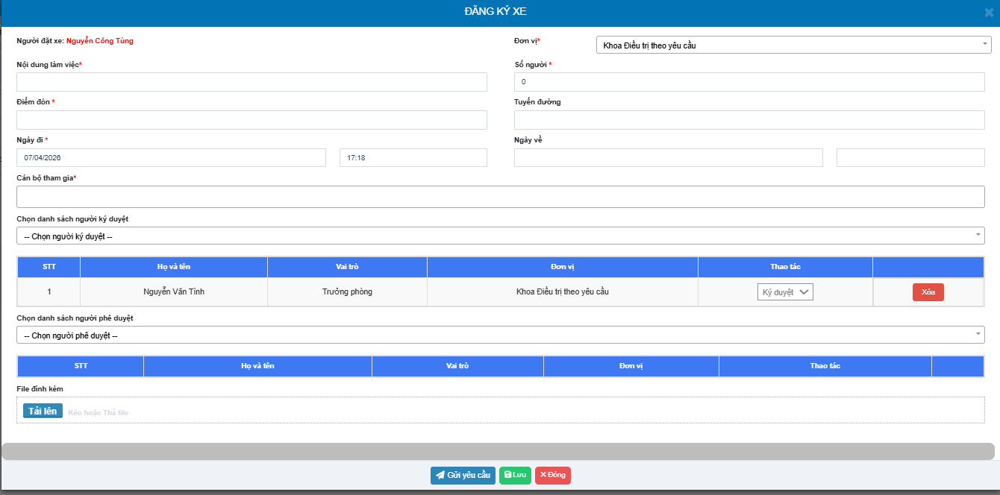 ĐĂNG KÝ XE
Người đặt xe: Nguyễn Công Tùng
Đơn vị*
Khoa Điều trị theo yêu cầu
Nội dung làm việc*
Số người *
0
Điểm đón *
Tuyến đường
Ngày đi *
Ngày về
07/04/2026
17:18
Cán bộ tham gia*
Chọn danh sách người ký duyệt
-- Chọn người ký duyệt --
STT Họ và tên Vai trò Đơn vị Thao tác
1 Nguyễn Văn Tình Trưởng phòng Khoa Điều trị theo yêu cầu Ký duyệt Xóa
Chọn danh sách người phê duyệt
-- Chọn người phê duyệt --
STT Họ và tên Vai trò Đơn vị Thao tác
File đính kèm
Tải lên Kéo hoặc Thả file
Gửi yêu cầu Lưu Đóng